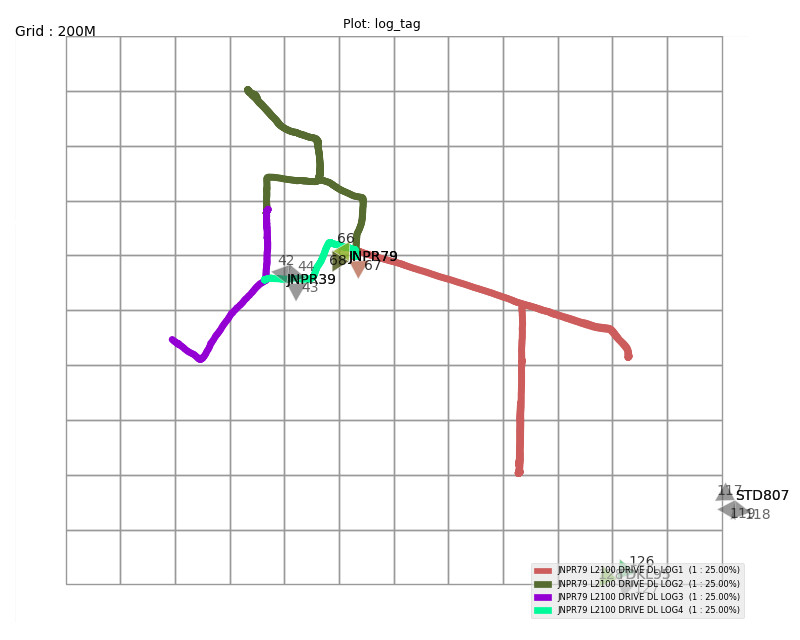 Plot: log_tag
Grid : 200M
66
JNPR79
68
67
42
44
JNPR39
43
117
STD807
119
118
126
JNPR79 L2100 DRIVE DL LOG1 (1 : 25.00%)
JNPR79 L2100 DRIVE DL LOG2 (1 : 25.00%)
JNPR79 L2100 DRIVE DL LOG3 (1 : 25.00%)
JNPR79 L2100 DRIVE DL LOG4 (1 : 25.00%)